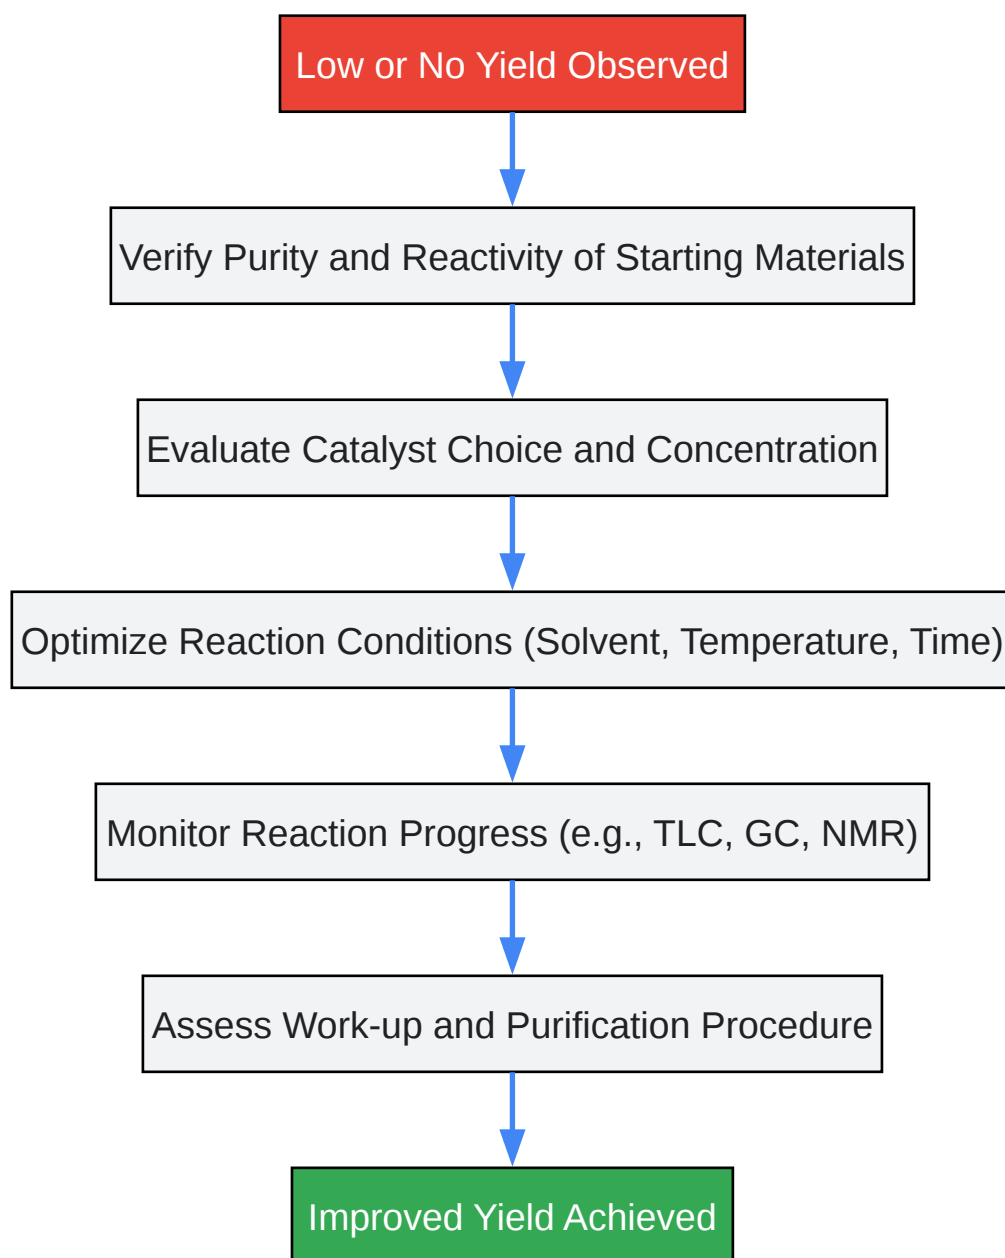 Low or No Yield Observed
Verify Purity and Reactivity of Starting Materials
Evaluate Catalyst Choice and Concentration
Optimize Reaction Conditions (Solvent, Temperature, Time)
Monitor Reaction Progress (e.g., TLC, GC, NMR)
Assess Work-up and Purification Procedure
Improved Yield Achieved